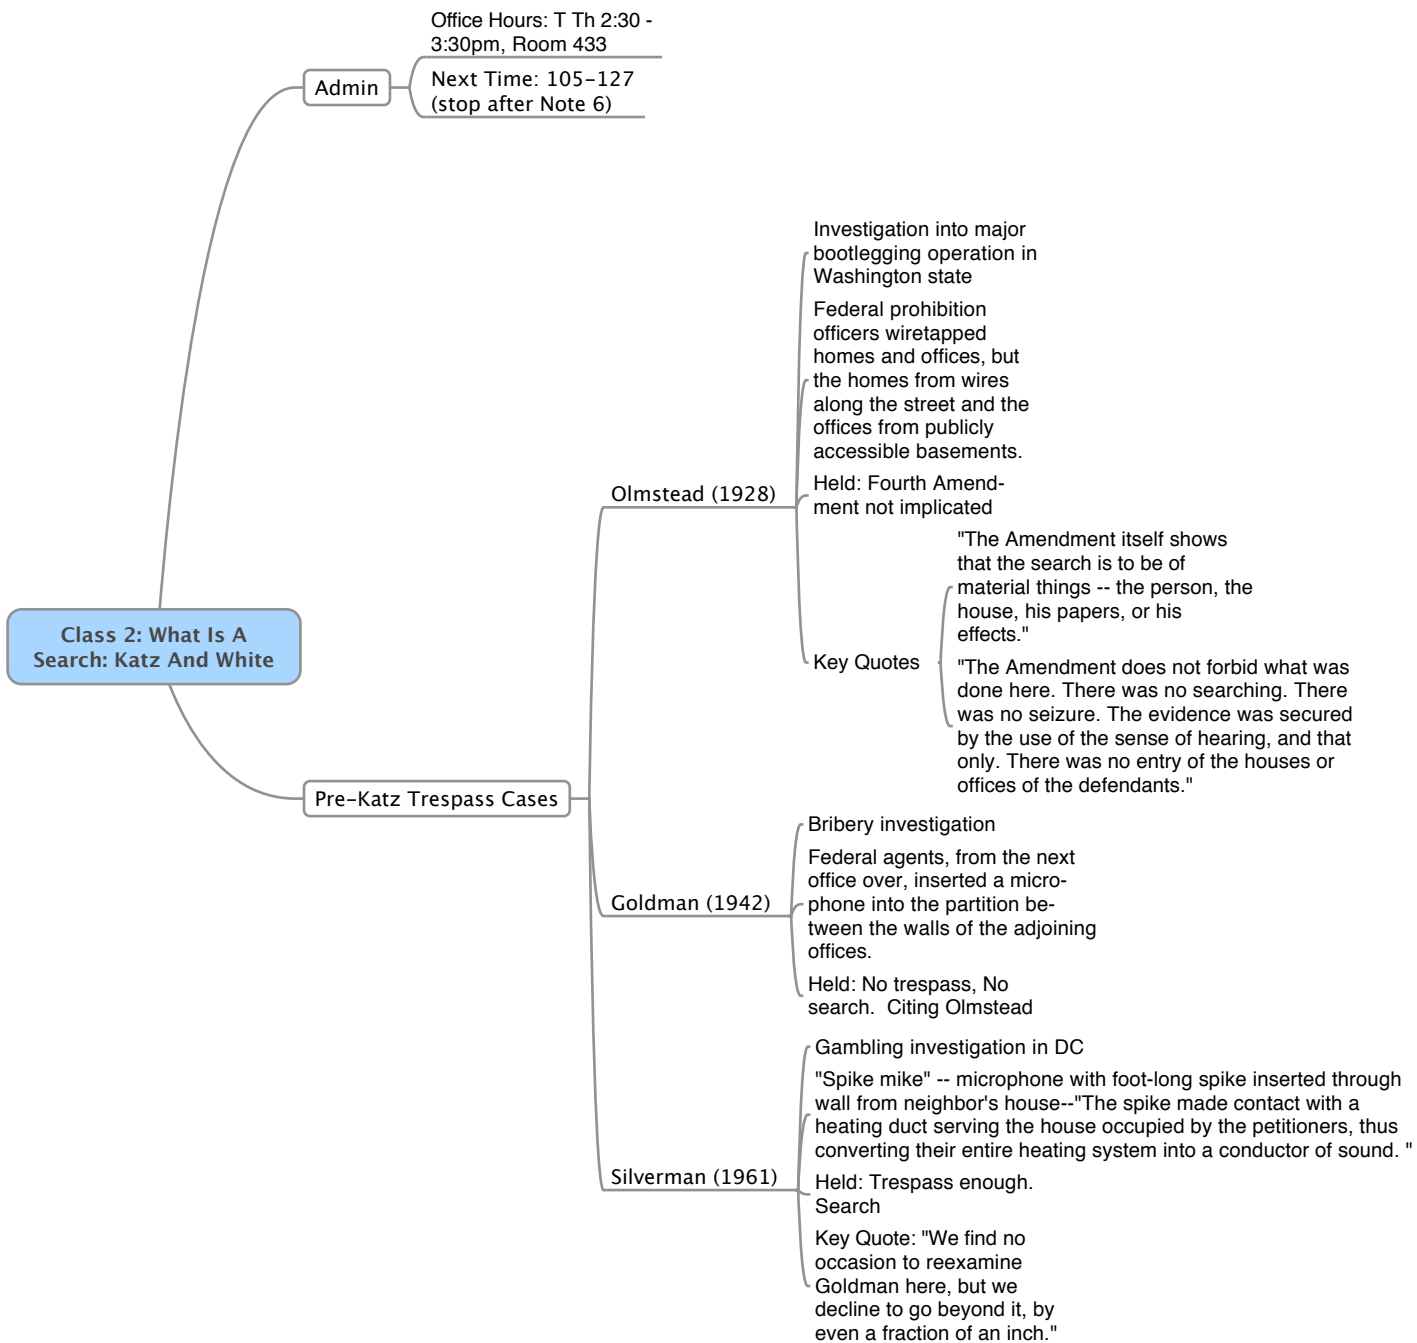 Office Hours: T Th 2:30 -
3:30pm, Room 433
Admin
Next Time: 105-127
(stop after Note 6)
Class 2: What Is A
Search: Katz And White
Pre-Katz Trespass Cases
Olmstead (1928)
Investigation into major
bootlegging operation in
Washington state
Federal prohibition
officers wiretapped
homes and offices, but
the homes from wires
along the street and the
offices from publicly
accessible basements.
Held: Fourth Amend-
ment not implicated
Key Quotes
"The Amendment itself shows
that the search is to be of
material things -- the person, the
house, his papers, or his
effects."
"The Amendment does not forbid what was
done here. There was no searching. There
was no seizure. The evidence was secured
by the use of the sense of hearing, and that
only. There was no entry of the houses or
offices of the defendants."
Goldman (1942)
Bribery investigation
Federal agents, from the next
office over, inserted a micro-
phone into the partition be-
tween the walls of the adjoining
offices.
Held: No trespass, No
search.  Citing Olmstead
Silverman (1961)
Gambling investigation in DC
"Spike mike" -- microphone with foot-long spike inserted through
wall from neighbor's house--"The spike made contact with a
heating duct serving the house occupied by the petitioners, thus
converting their entire heating system into a conductor of sound. "
Held: Trespass enough.
Search
Key Quote: "We find no
occasion to reexamine
Goldman here, but we
decline to go beyond it, by
even a fraction of an inch."